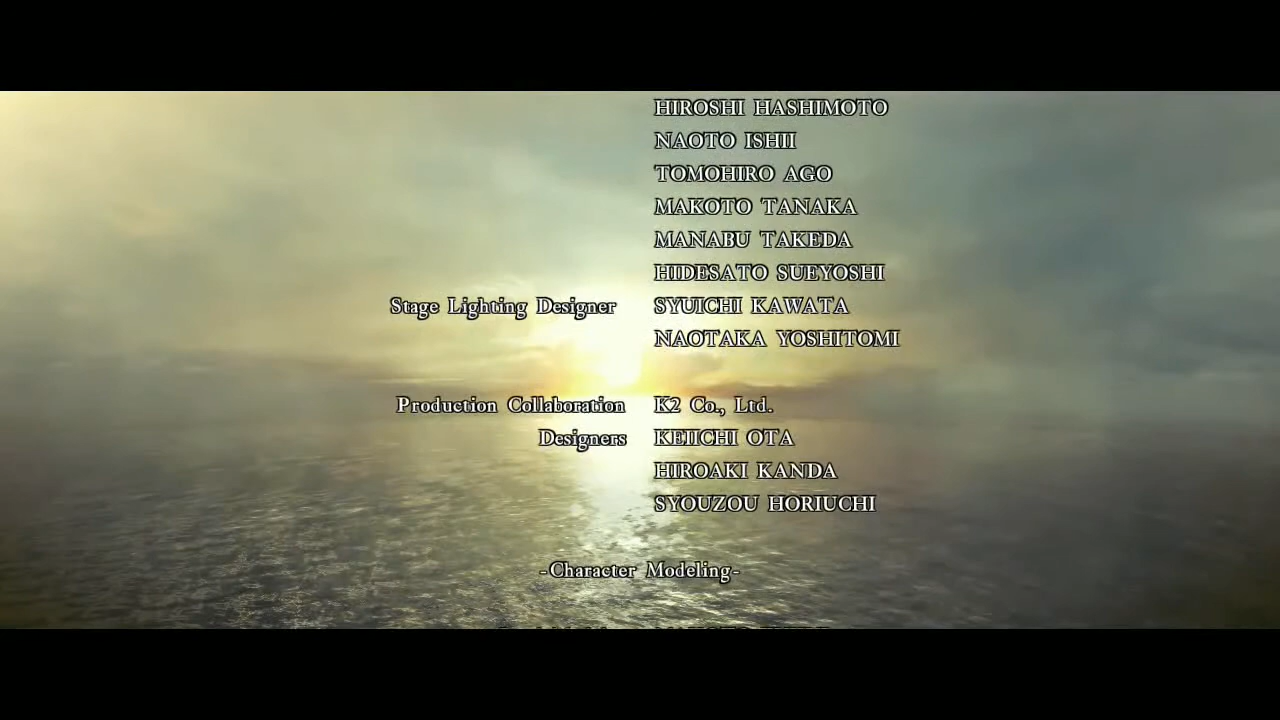 HIROSHI HASHIMOTO
NAOTO ISHII
TOMOHIRO AGO
MAKOTO TANAKA
MANABU TAKEDA
HIDESATO SUEYOSHI
Stage Lighting Designer SYUICHI KAWATA
NAOTAKA YOSHITOMI
Production Collaboration K2 Co., Ltd.
Designers KEIICHI OTA
HIROAKI KANDA
SYOUZOU HORIUCHI
-Character Modeling-